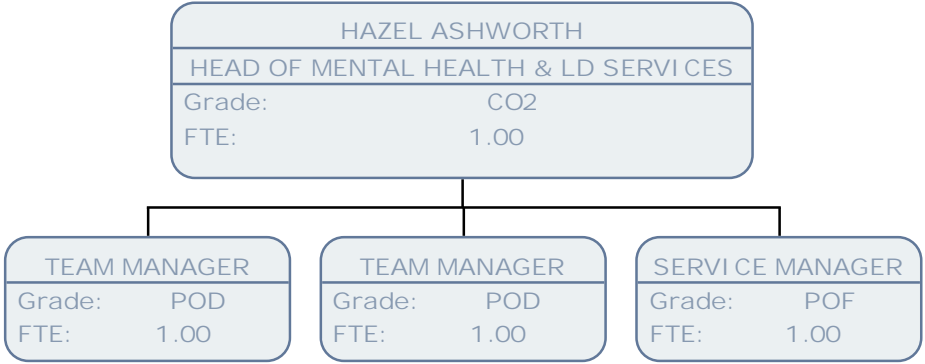 HAZEL ASHWORTH
HEAD OF MENTAL HEALTH & LD SERVICES
Grade: CO2
FTE: 1.00
TEAM MANAGER
Grade: POD
FTE: 1.00
TEAM MANAGER
Grade: POD
FTE: 1.00
SERVICE MANAGER
Grade: POF
FTE: 1.00